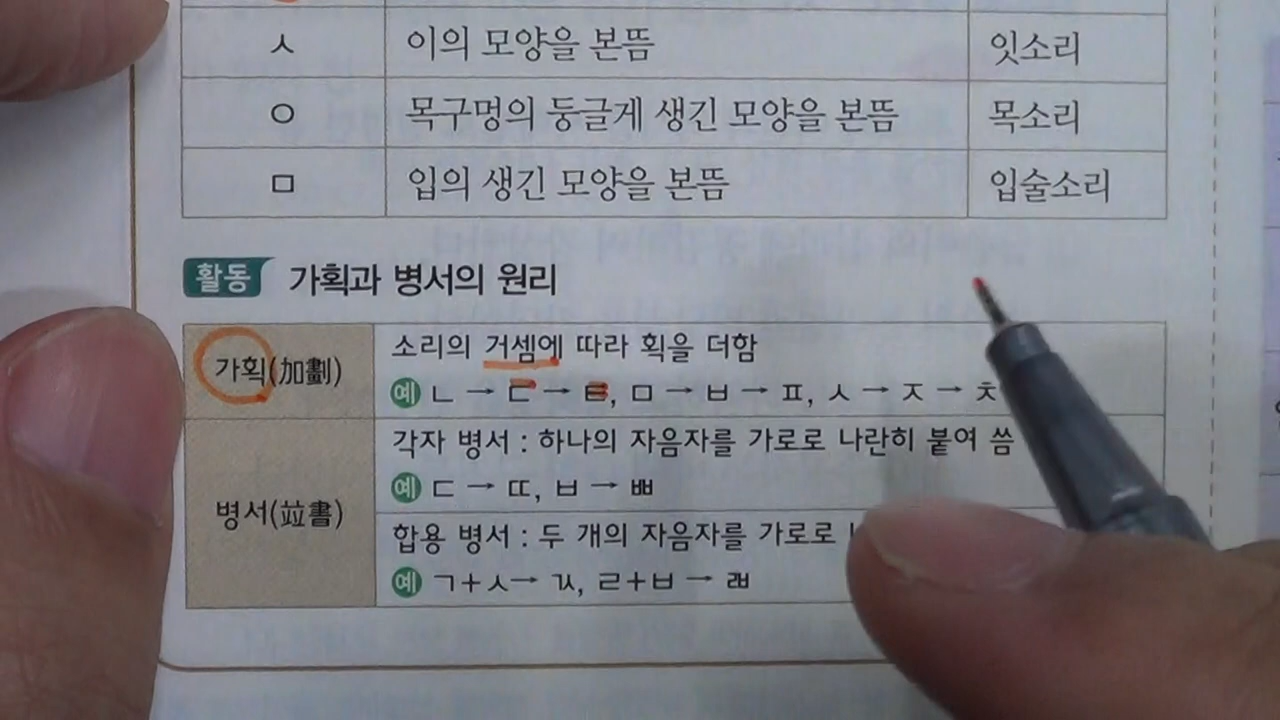 ㅅ 이의 모양을 본뜸 잇소리
ㅇ 목구멍의 둥글게 생긴 모양을 본뜸 목소리
ㅁ 입의 생긴 모양을 본뜸 입술소리
활동 가획과 병서의 원리
가획(加劃) 소리의 거셈에 따라 획을 더함
예 ㄴ → ㄷ → ㅌ, ㅁ → ㅂ → ㅍ, ㅅ → ㅈ → ㅊ
병서(竝書) 각자 병서 : 하나의 자음자를 가로로 나란히 붙여 씀
예 ㄷ → ㄸ, ㅂ → ㅃ
합용 병서 : 두 개의 자음자를 가로로
예 ㄱ+ㅅ→ ㄳ, ㄹ+ㅂ → ㄼ